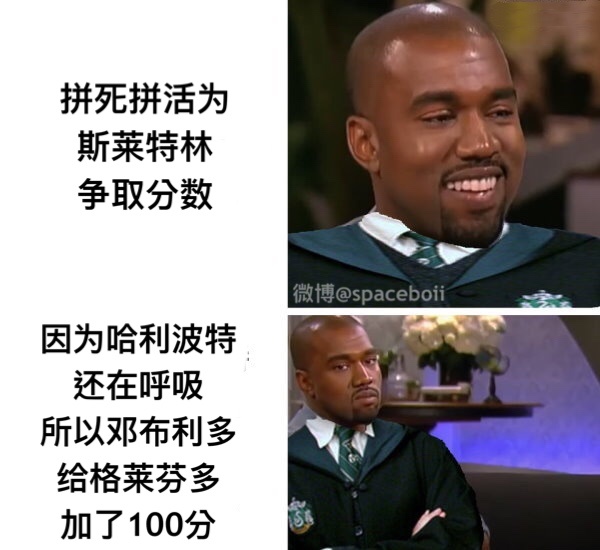 拼死拼活为
斯莱特林
争取分数
微博@spaceboii
因为哈利波特
还在呼吸
所以邓布利多
给格莱芬多
加了100分